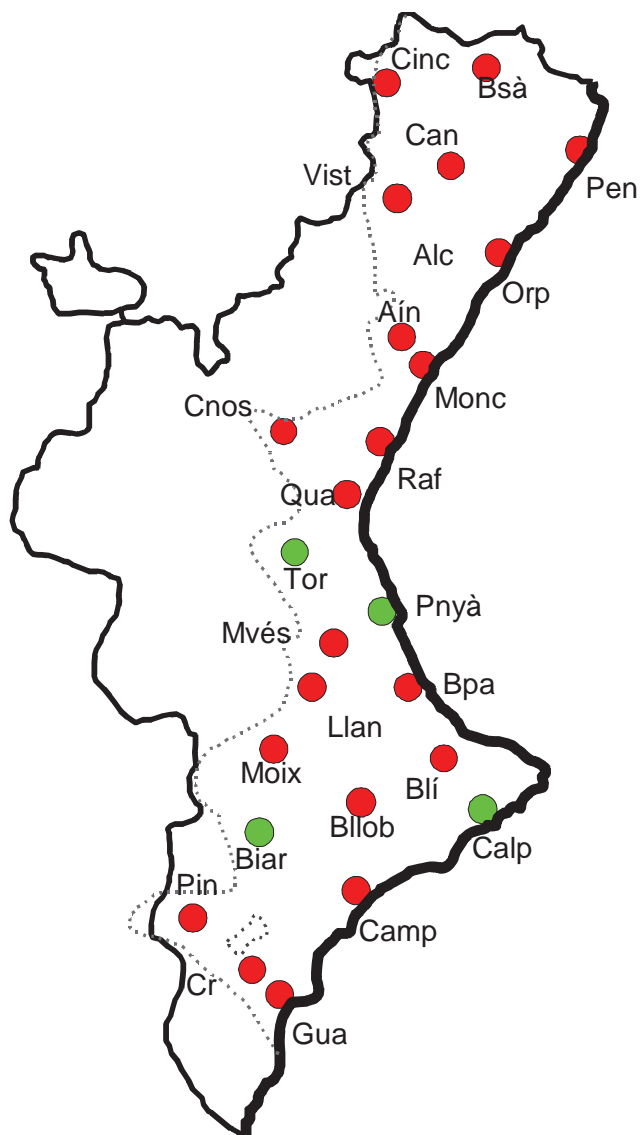 Cinc
Bsà
Can
Vist
Pen
Alc
Orp
Aín
Monc
Cnos
Raf
Qua
Tor
Pnyà
Mvés
Bpa
Llan
Moix
Blí
Bllob
Calp
Biar
Pin
Camp
Cr
Gua